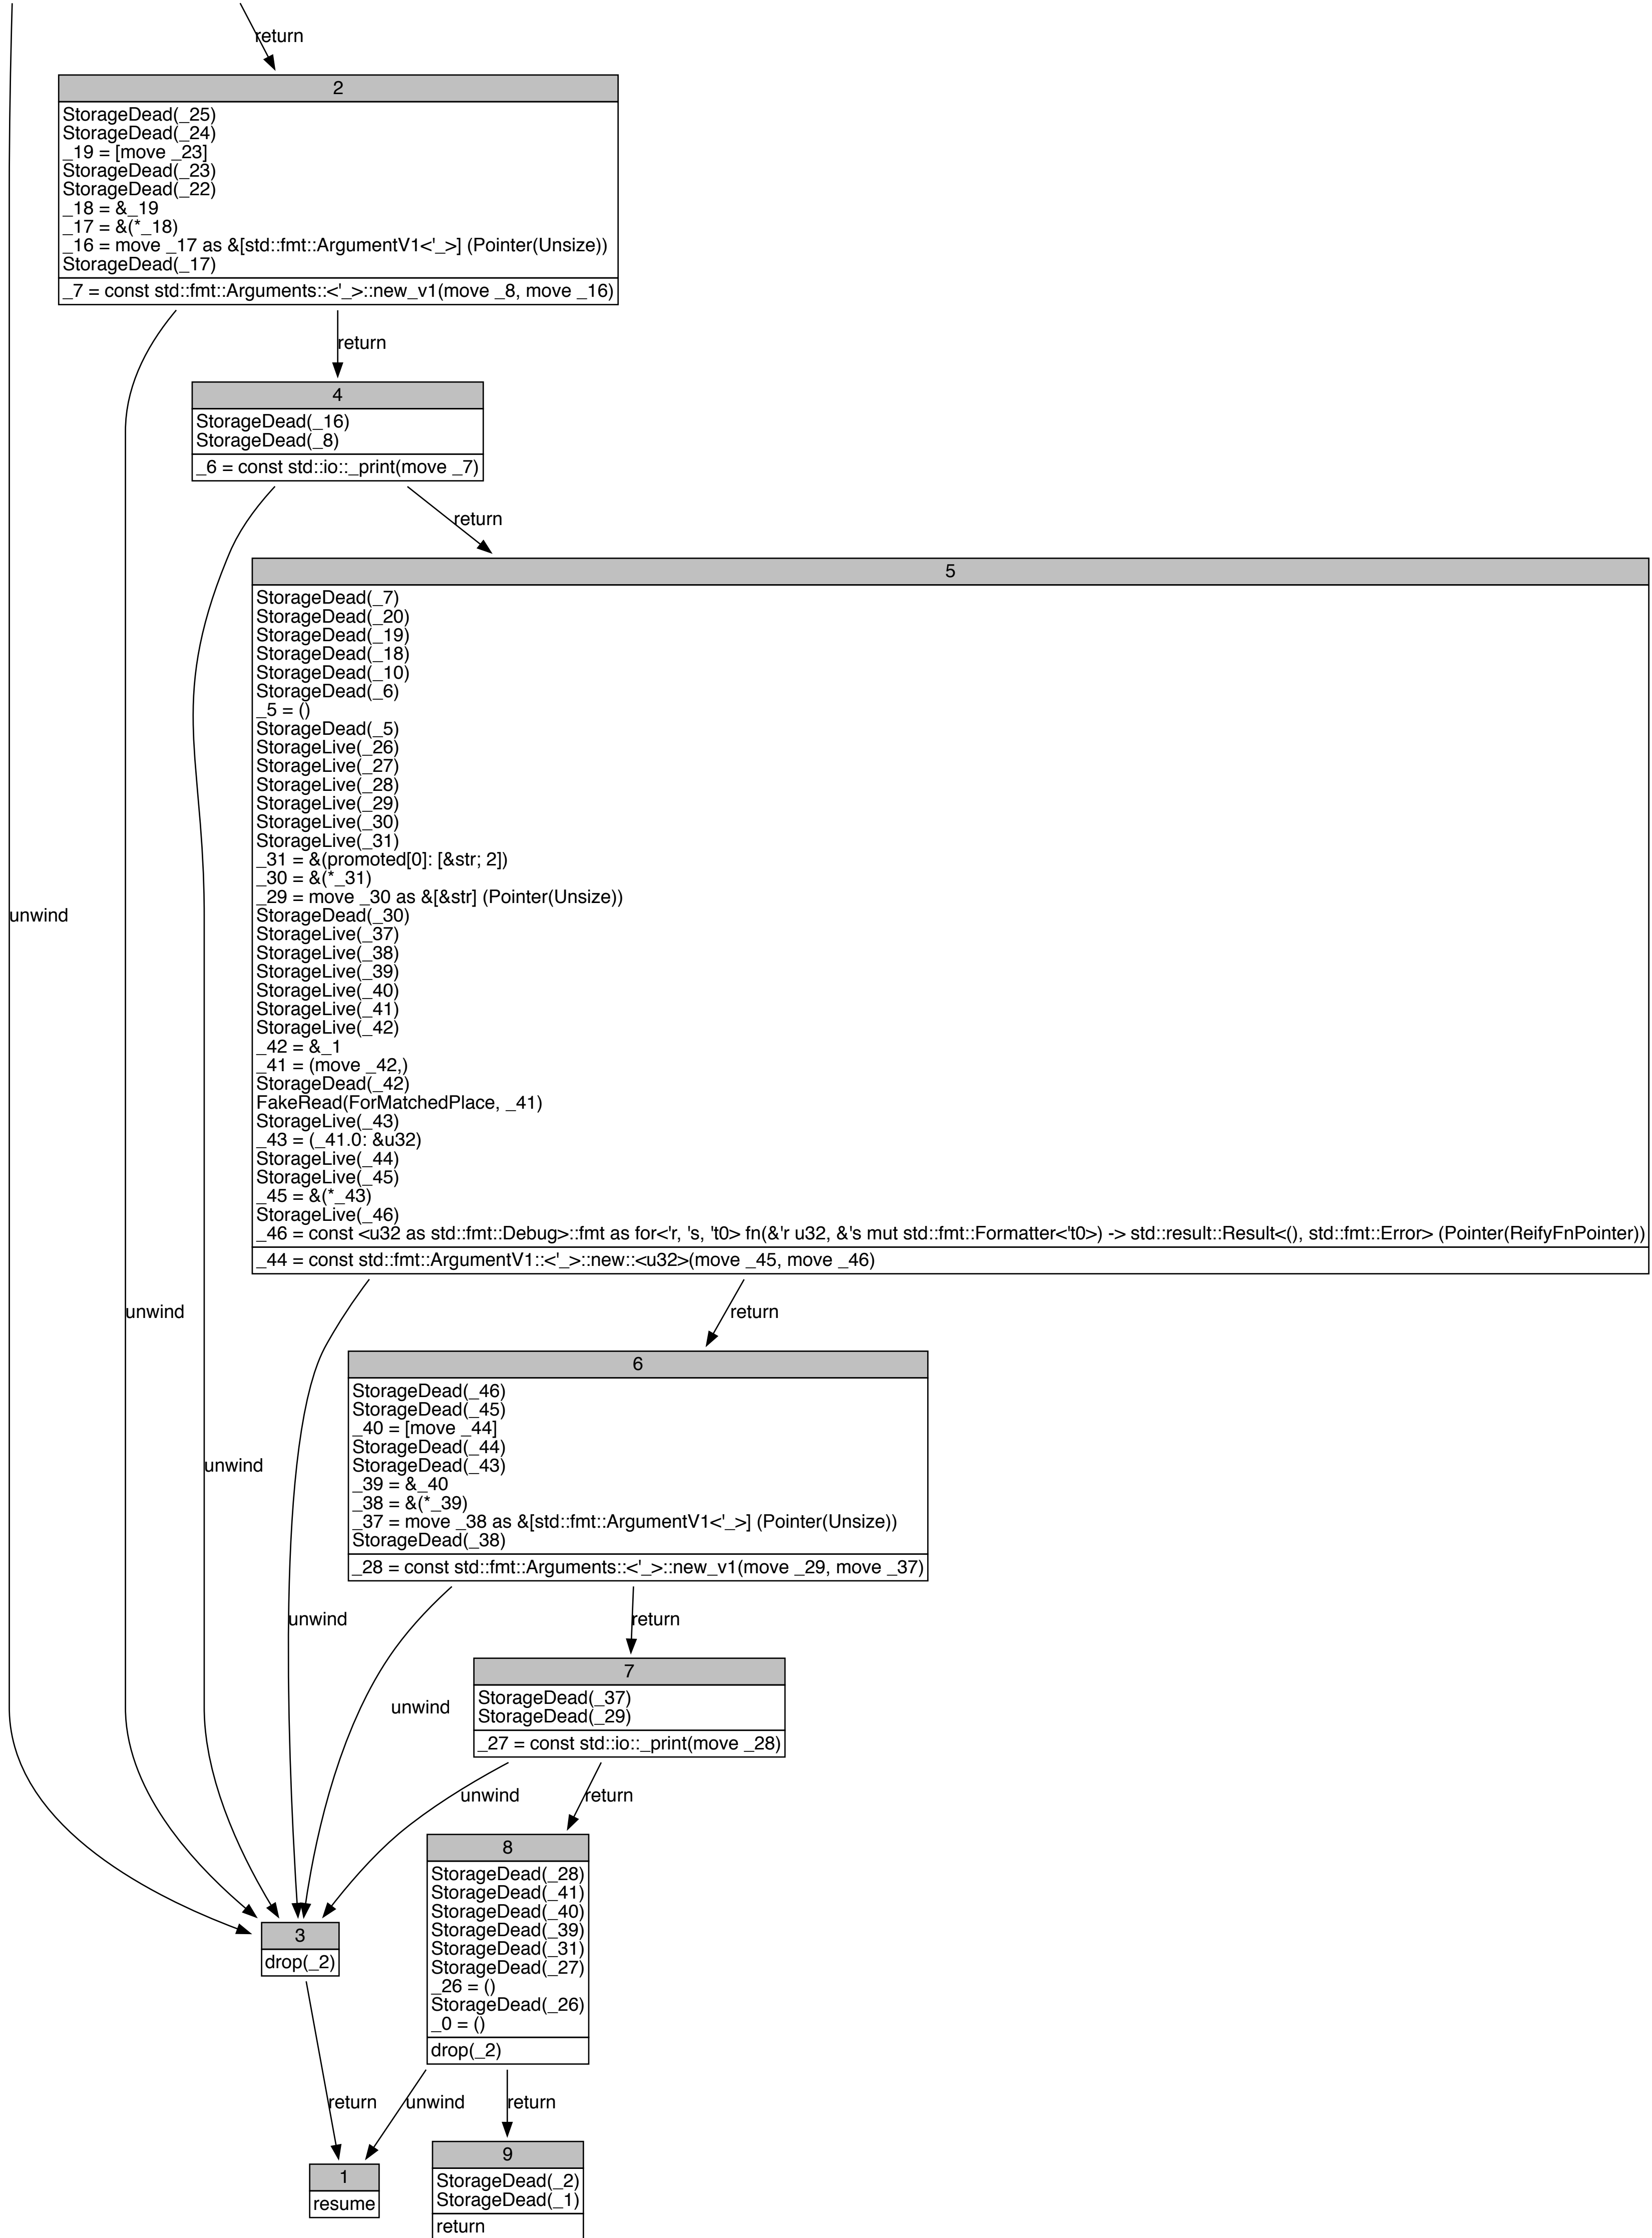 return
2
StorageDead(_25)
StorageDead(_24)
_19 = [move _23]
StorageDead(_23)
StorageDead(_22)
_18 = &_19
_17 = &(*_18)
_16 = move _17 as &[std::fmt::ArgumentV1<'_>] (Pointer(Unsize))
StorageDead(_17)
_7 = const std::fmt::Arguments::<'_>::new_v1(move _8, move _16)
return
4
StorageDead(_16)
StorageDead(_8)
_6 = const std::io::_print(move _7)
return
5
StorageDead(_7)
StorageDead(_20)
StorageDead(_19)
StorageDead(_18)
StorageDead(_10)
StorageDead(_6)
_5 = ()
StorageDead(_5)
StorageLive(_26)
StorageLive(_27)
StorageLive(_28)
StorageLive(_29)
StorageLive(_30)
StorageLive(_31)
_31 = &(promoted[0]: [&str; 2])
_30 = &(*_31)
_29 = move _30 as &[&str] (Pointer(Unsize))
StorageDead(_30)
unwind
StorageLive(_37)
StorageLive(_38)
StorageLive(_39)
StorageLive(_40)
StorageLive(_41)
StorageLive(_42)
_42 = &_1
_41 = (move _42,)
StorageDead(_42)
FakeRead(ForMatchedPlace, _41)
StorageLive(_43)
_43 = (_41.0: &u32)
StorageLive(_44)
StorageLive(_45)
_45 = &(*_43)
StorageLive(_46)
_46 = const <u32 as std::fmt::Debug>::fmt as for<'r, 's, 't0> fn(&'r u32, &'s mut std::fmt::Formatter<'t0>) -> std::result::Result<(), std::fmt::Error> (Pointer(ReifyFnPointer))
_44 = const std::fmt::ArgumentV1::<'_>::new::<u32>(move _45, move _46)
unwind
return
6
StorageDead(_46)
StorageDead(_45)
_40 = [move _44]
StorageDead(_44)
StorageDead(_43)
unwind
_39 = &_40
_38 = &(*_39)
_37 = move _38 as &[std::fmt::ArgumentV1<'_>] (Pointer(Unsize))
StorageDead(_38)
_28 = const std::fmt::Arguments::<'_>::new_v1(move _29, move _37)
unwind
return
7
StorageDead(_37)
StorageDead(_29)
_27 = const std::io::_print(move _28)
unwind
unwind
return
8
StorageDead(_28)
StorageDead(_41)
StorageDead(_40)
StorageDead(_39)
StorageDead(_31)
StorageDead(_27)
_26 = ()
StorageDead(_26)
_0 = ()
drop(_2)
3
drop(_2)
return
unwind
return
1
resume
9
StorageDead(_2)
StorageDead(_1)
return